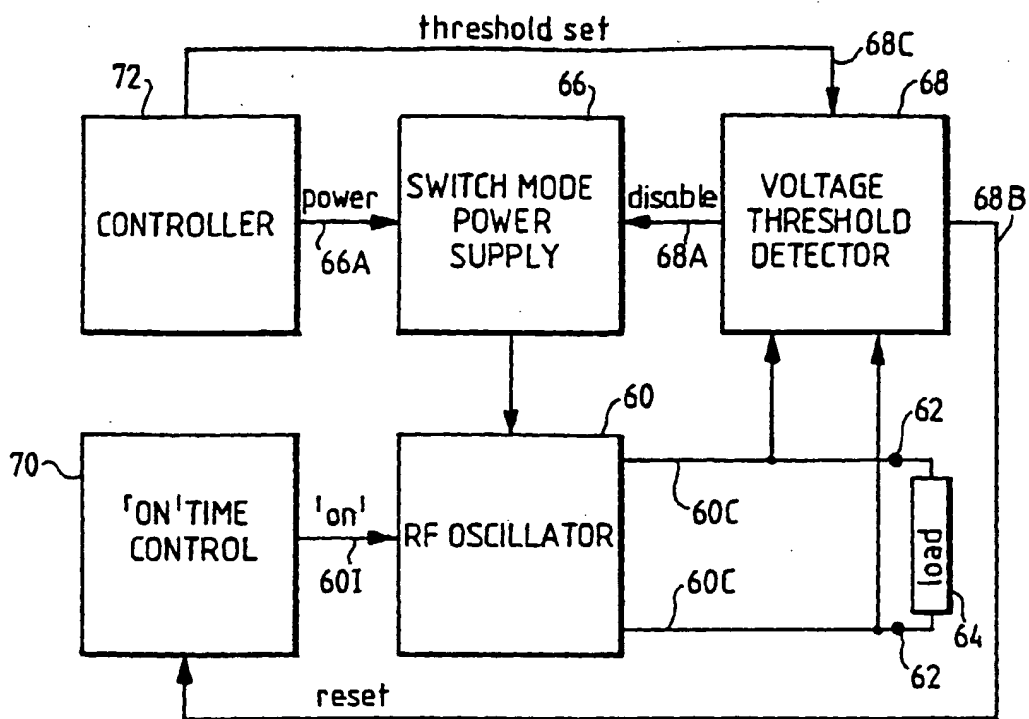 threshold set
68C
72
66
68
CONTROLLER
power
66A
SWITCH MODE
POWER
SUPPLY
disable
68A
VOLTAGE
THRESHOLD
DETECTOR
68B
70
'ON' TIME
CONTROL
'on'
60I
60
RF OSCILLATOR
60C
60C
62
62
load
64
reset